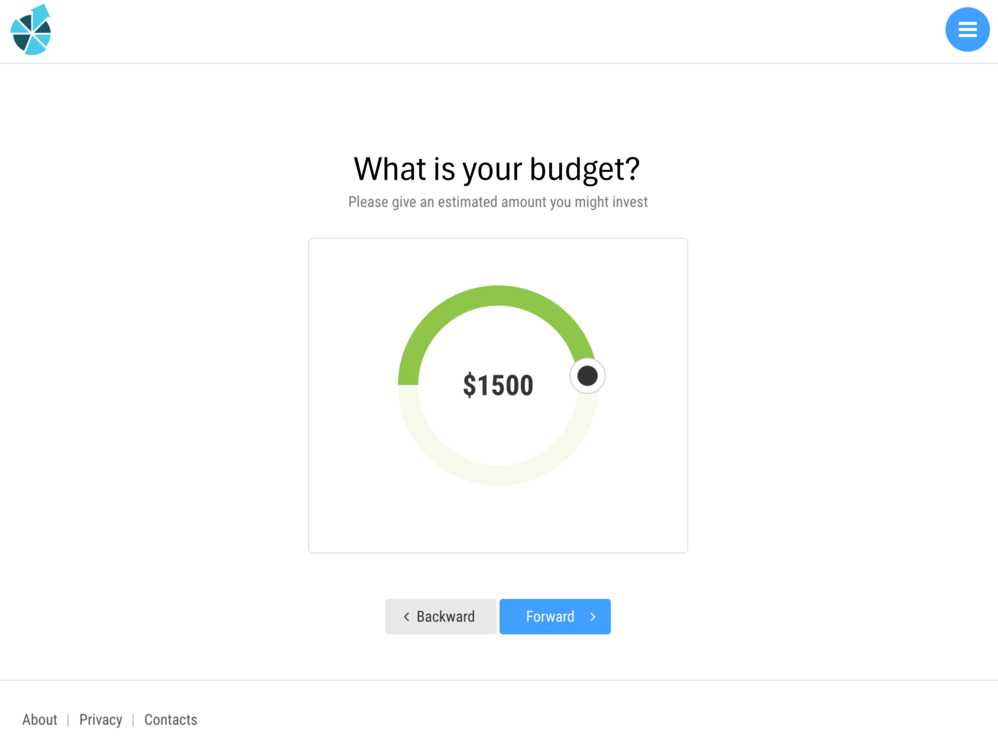 What is your budget?
Please give an estimated amount you might invest
$1500
Backward
Forward
About | Privacy | Contacts